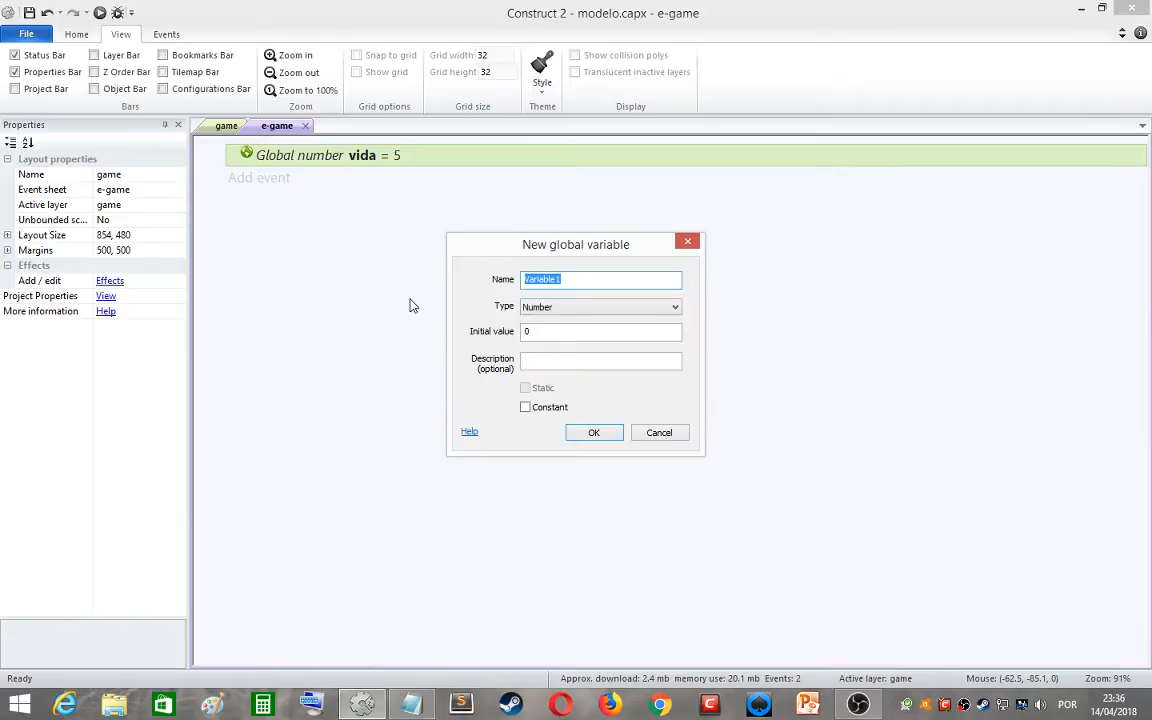 Construct 2 - modelo.capx - e-game
File Home View Events
Status Bar Layer Bar Bookmarks Bar Zoom in Snap to grid Grid width 32 Show collision polys
Properties Bar Z Order Bar Tilemap Bar Zoom out Show grid Grid height 32 Translucent inactive layers
Project Bar Object Bar Configurations Bar Zoom to 100% Style
Bars Zoom Grid options Grid size Theme Display
Properties
game e-game
Layout properties
Name game
Event sheet e-game
Active layer game
Unbounded sc... No
Layout Size 854, 480
Margins 500, 500
Effects
Add / edit Effects
Project Properties View
More information Help
Global number vida = 5
Add event
New global variable
Name Variable1
Type Number
Initial value 0
Description
(optional)
Static
Constant
Help OK Cancel
Ready Approx. download: 2.4 mb memory use: 20.1 mb Events: 2 Active layer: game Mouse: (-62.5, -85.1, 0) Zoom: 91%
POR
23:36
14/04/2018